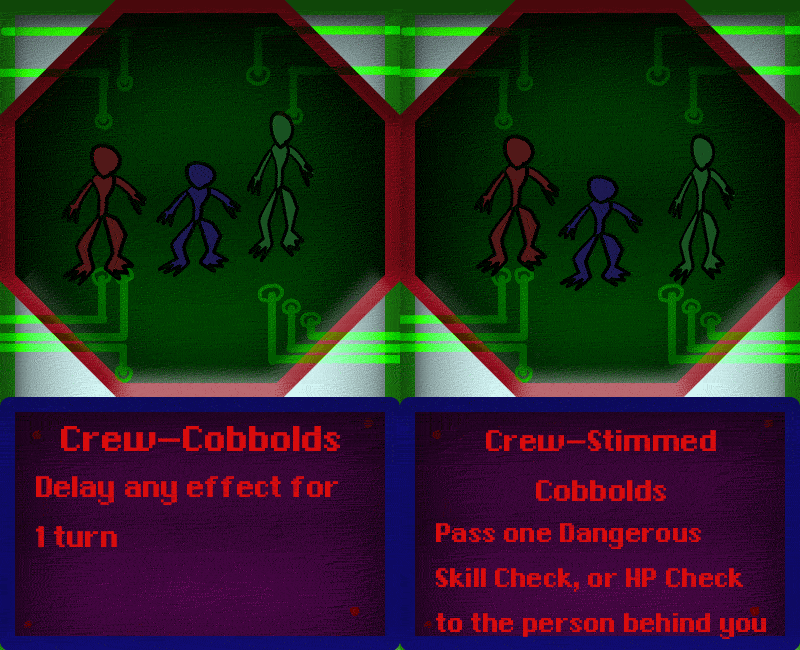 Crew-Cobbolds
Delay any effect for
1 turn
Crew-Stimmed
Cobbolds
Pass one Dangerous
Skill Check, or HP Check
to the person behind you